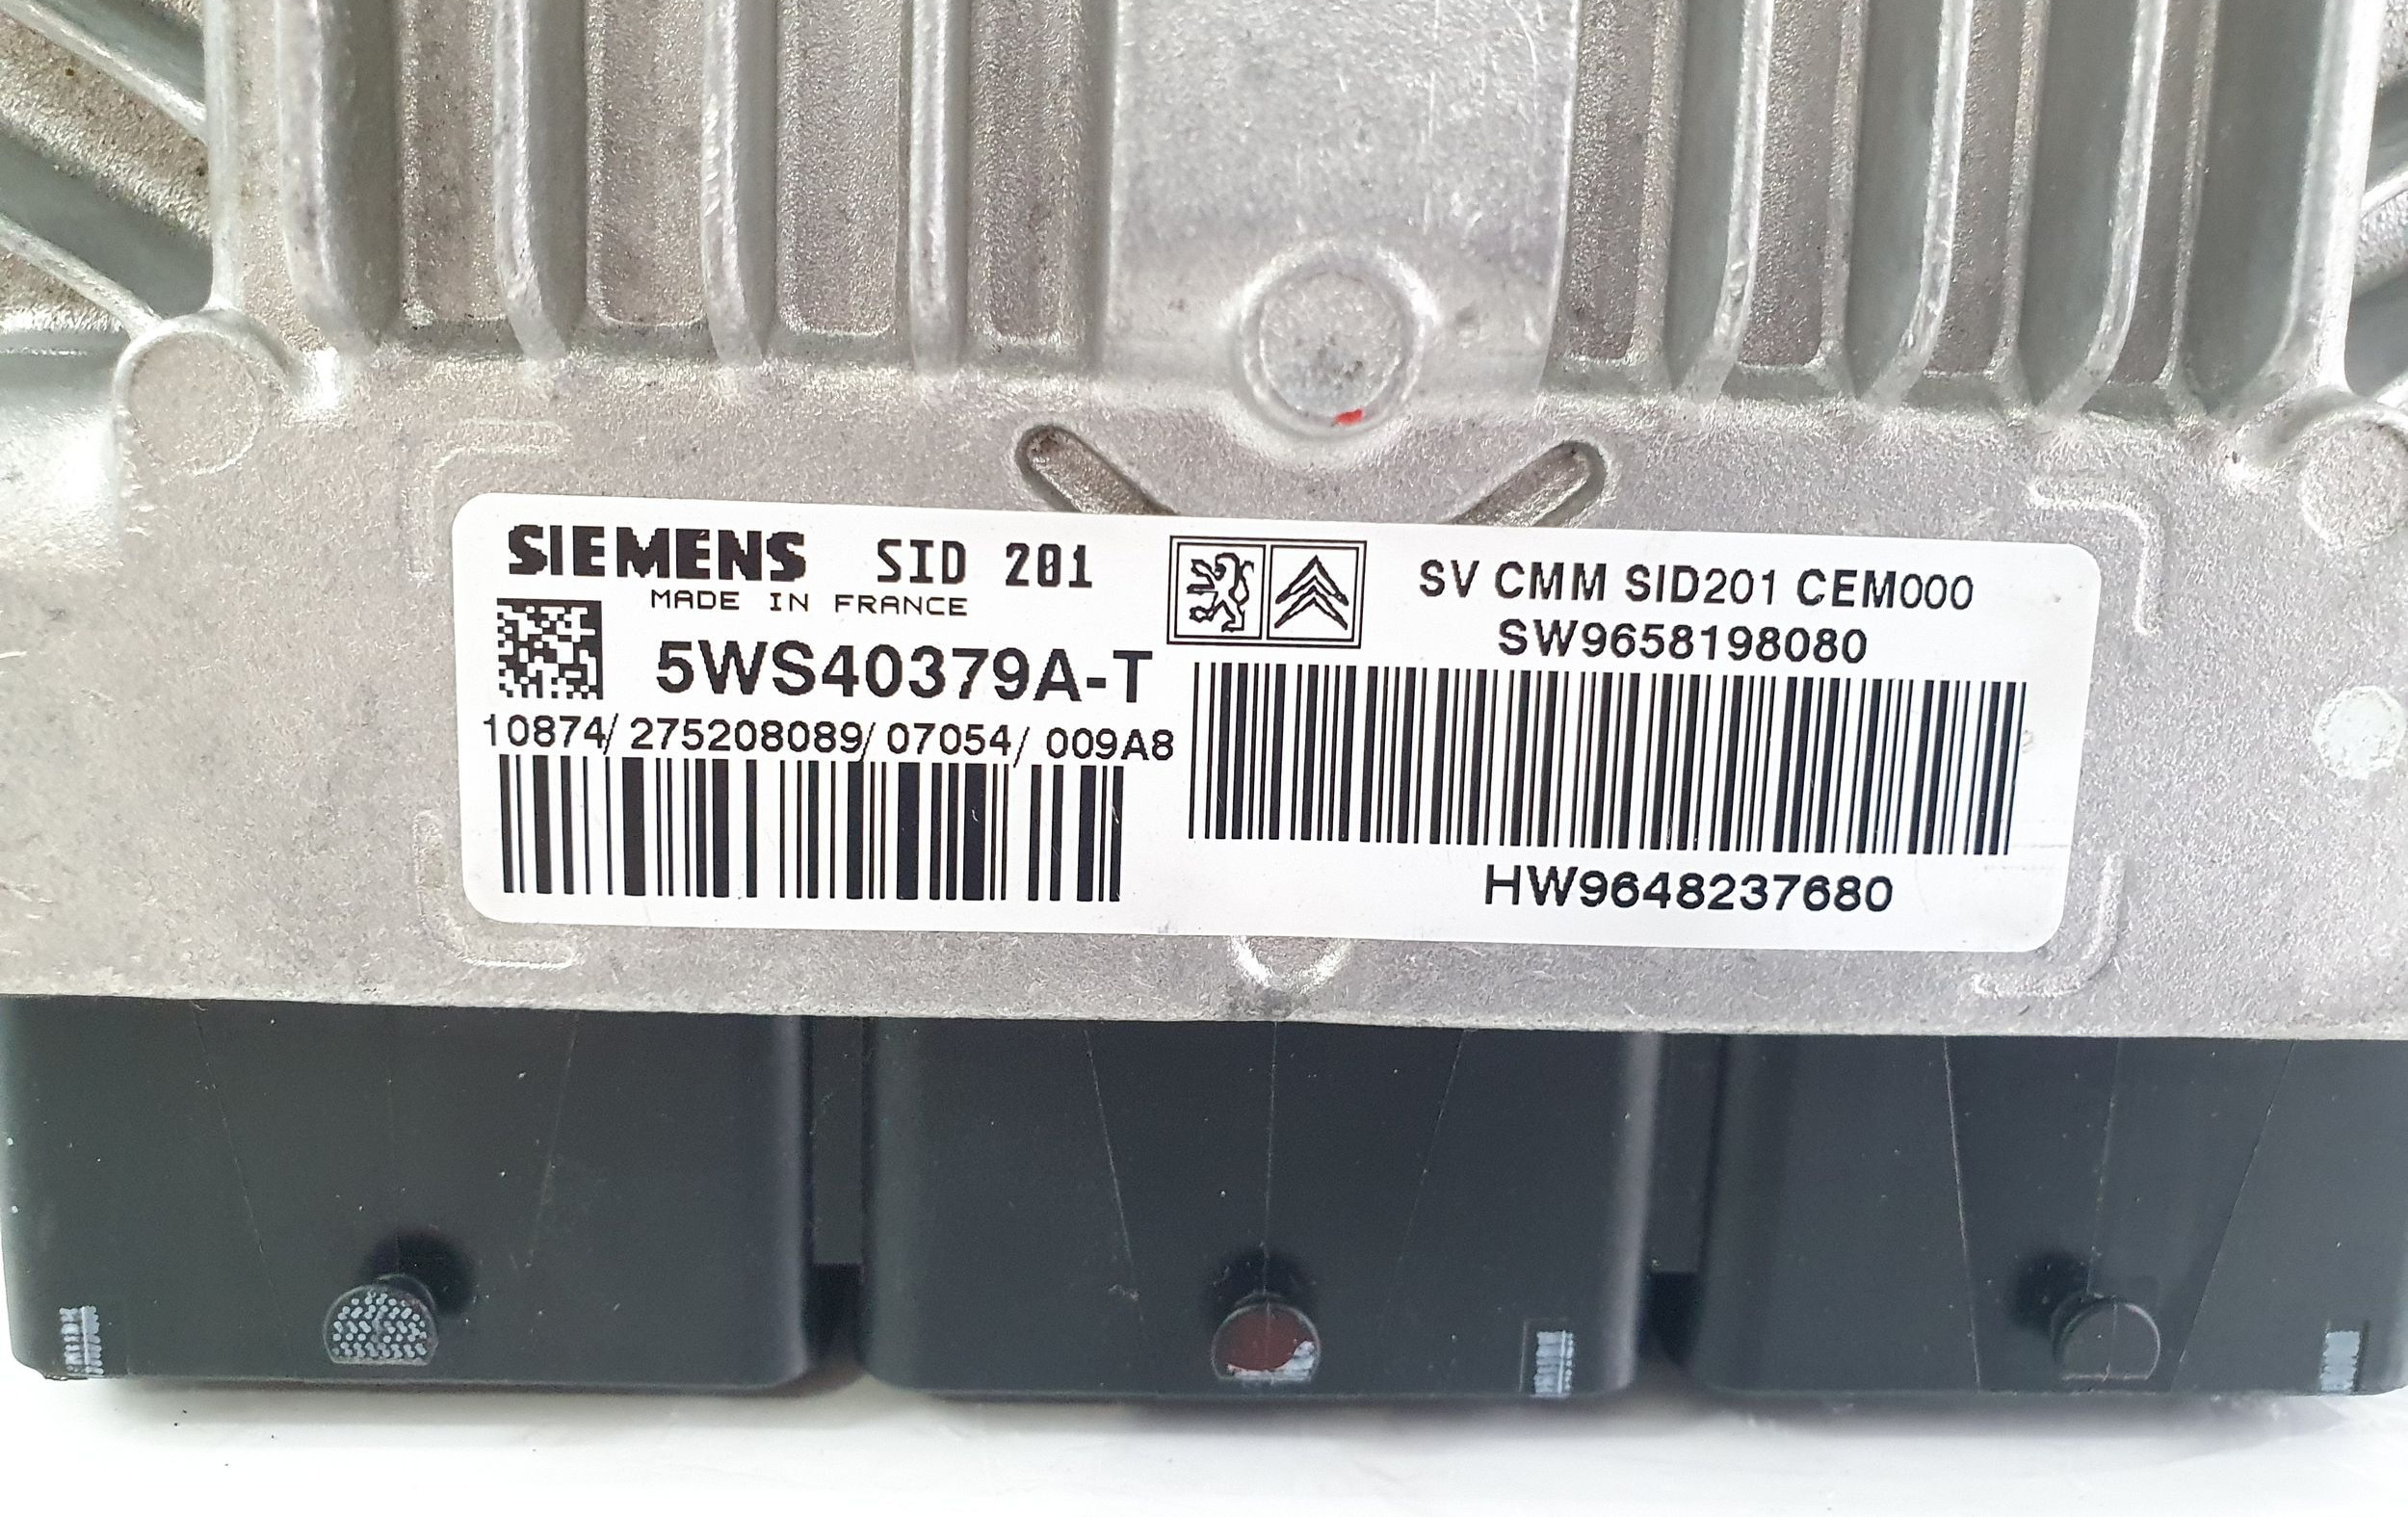 SIEMENS SID 201
MADE IN FRANCE
5WS40379A-T
10874/275208089/07054/009A8
SV CMM SID201 CEM000
SW9658198080
HW9648237680